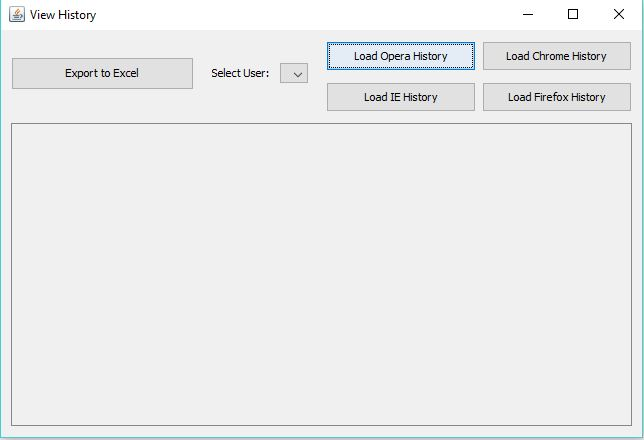 View History
Export to Excel
Select User:
Load Opera History
Load Chrome History
Load IE History
Load Firefox History